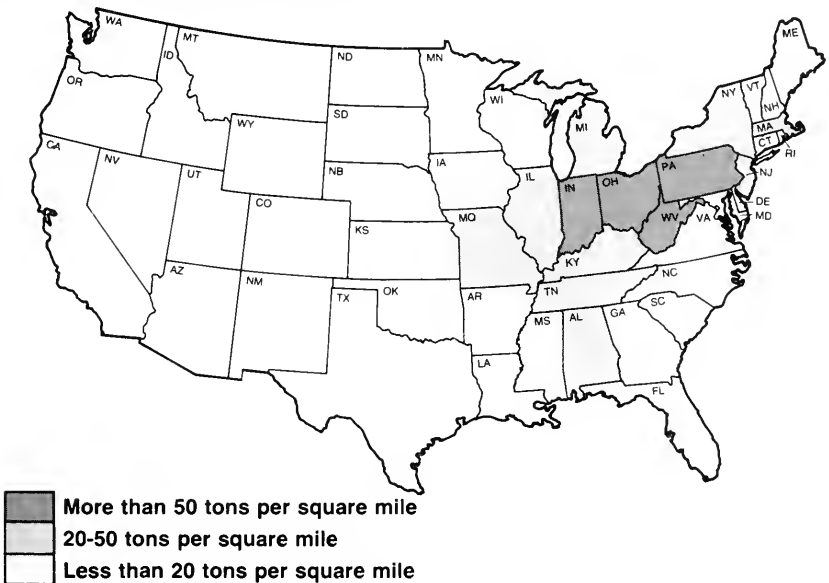 WA
MT
ME
ID
ND
MN
OR
NY
VT
NH
WI
MI
SD
MA
WY
CT
RI
CA
NV
IA
PA
UT
NB
IL
IN
OH
NJ
CO
DE
WV
VA
MD
MO
KS
KY
AZ
NC
NM
OK
TN
TX
AR
SC
MS
AL
GA
LA
FL
More than 50 tons per square mile
20-50 tons per square mile
Less than 20 tons per square mile